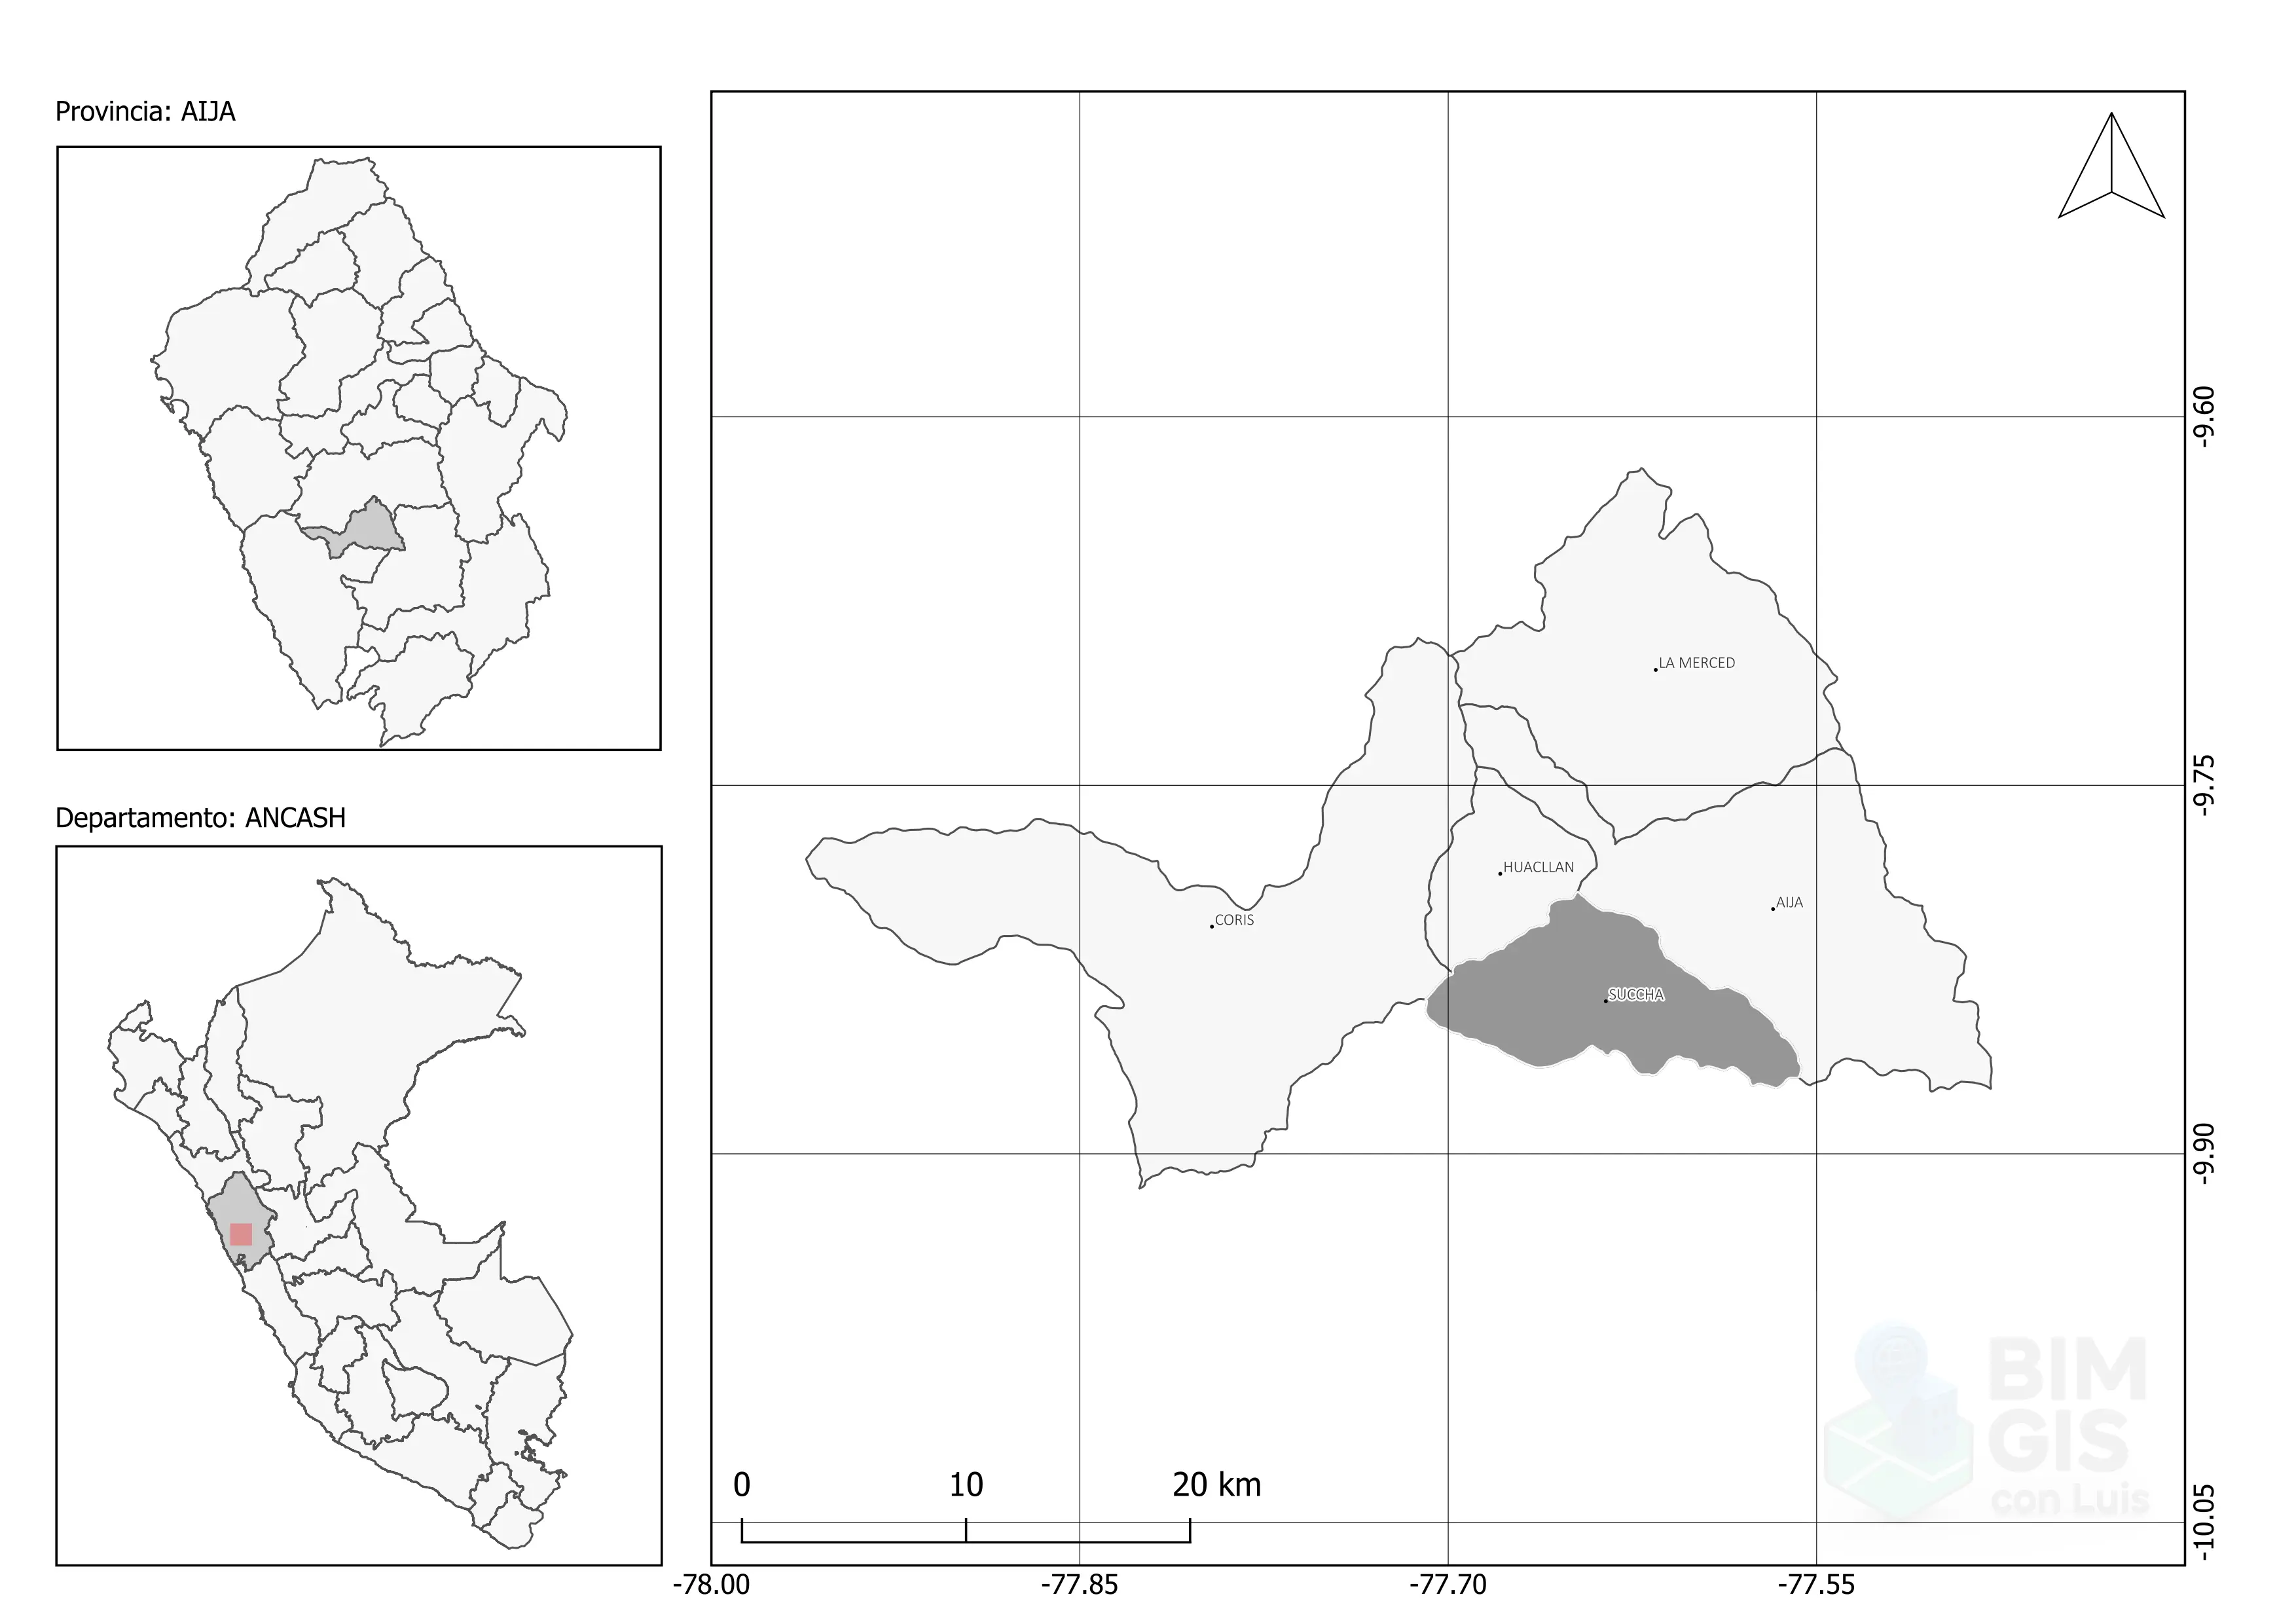 Provincia: AIJA
Departamento: ANCASH
LA MERCED
HUACLLAN
AIJA
CORIS
SUCCHA
-9.60
-9.75
-9.90
-10.05
0 10 20 km
-78.00 -77.85 -77.70 -77.55
BIM
GIS
con Luis